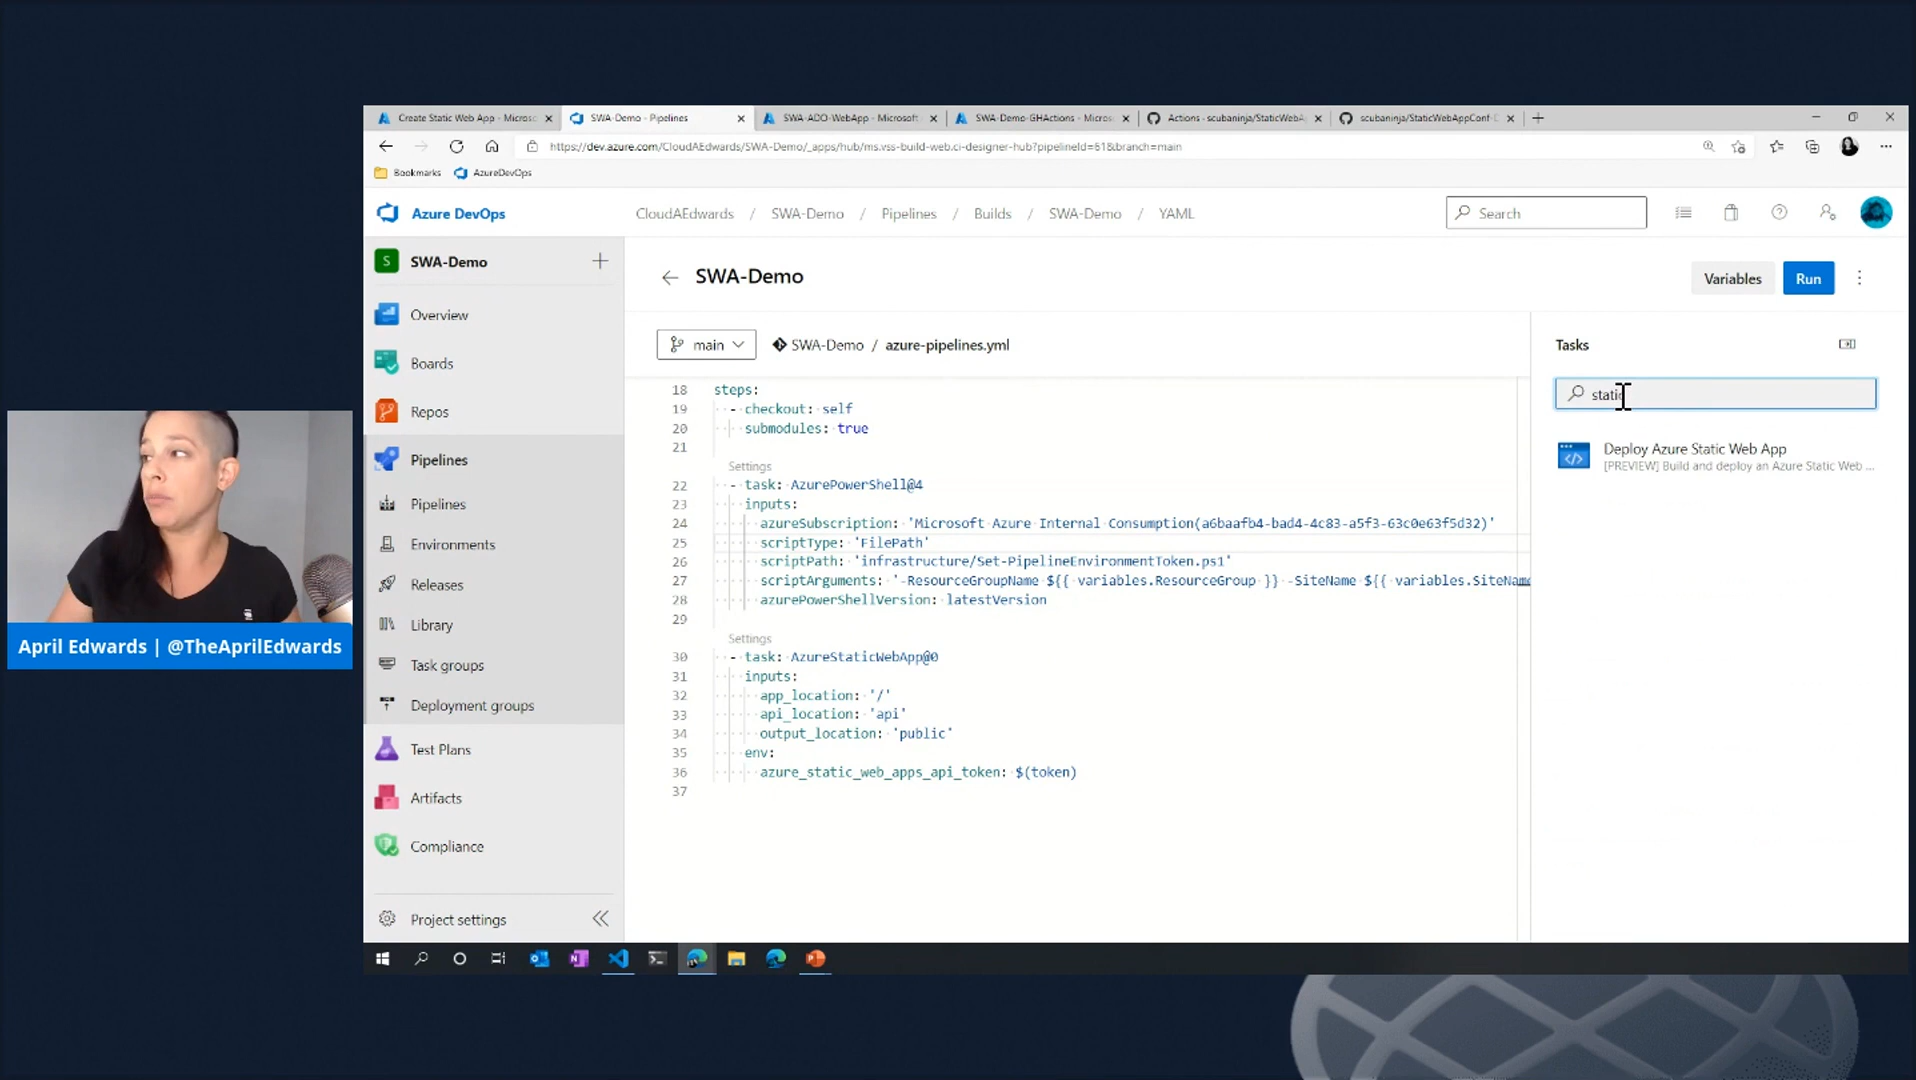 Create Static Web App - Microsc
SWA-Demo - Pipelines
SWA-ADO-WebApp - Microsoft
SWA-Demo-GHActions - Micros
Actions - scubaninja/StaticWebA
scubaninja/StaticWebAppConf-D
https://dev.azure.com/CloudAEdwards/SWA-Demo/_apps/hub/ms.vss-build-web.ci-designer-hub?pipelineId=61&branch=main
Bookmarks
AzureDevOps
Azure DevOps
CloudAEdwards / SWA-Demo / Pipelines / Builds / SWA-Demo / YAML
Search
S
SWA-Demo
Overview
Boards
Repos
Pipelines
Pipelines
Environments
Releases
Library
Task groups
Deployment groups
Test Plans
Artifacts
Compliance
Project settings
SWA-Demo
Variables
Run
main
SWA-Demo / azure-pipelines.yml
18 steps:
19 - checkout: self
20 submodules: true
21
Settings
22 - task: AzurePowerShell@4
23 inputs:
24 azureSubscription: 'Microsoft Azure Internal Consumption(a6baafb4-bad4-4c83-a5f3-63c0e63f5d32)'
25 scriptType: 'FilePath'
26 scriptPath: 'infrastructure/Set-PipelineEnvironmentToken.ps1'
27 scriptArguments: '-ResourceGroupName ${{ variables.ResourceGroup }} -SiteName ${{ variables.SiteName
28 azurePowerShellVersion: latestVersion
29
Settings
30 - task: AzureStaticWebApp@0
31 inputs:
32 app_location: '/'
33 api_location: 'api'
34 output_location: 'public'
35 env:
36 azure_static_web_apps_api_token: $(token)
37
Tasks
static
Deploy Azure Static Web App
[PREVIEW] Build and deploy an Azure Static Web ...
April Edwards | @TheAprilEdwards